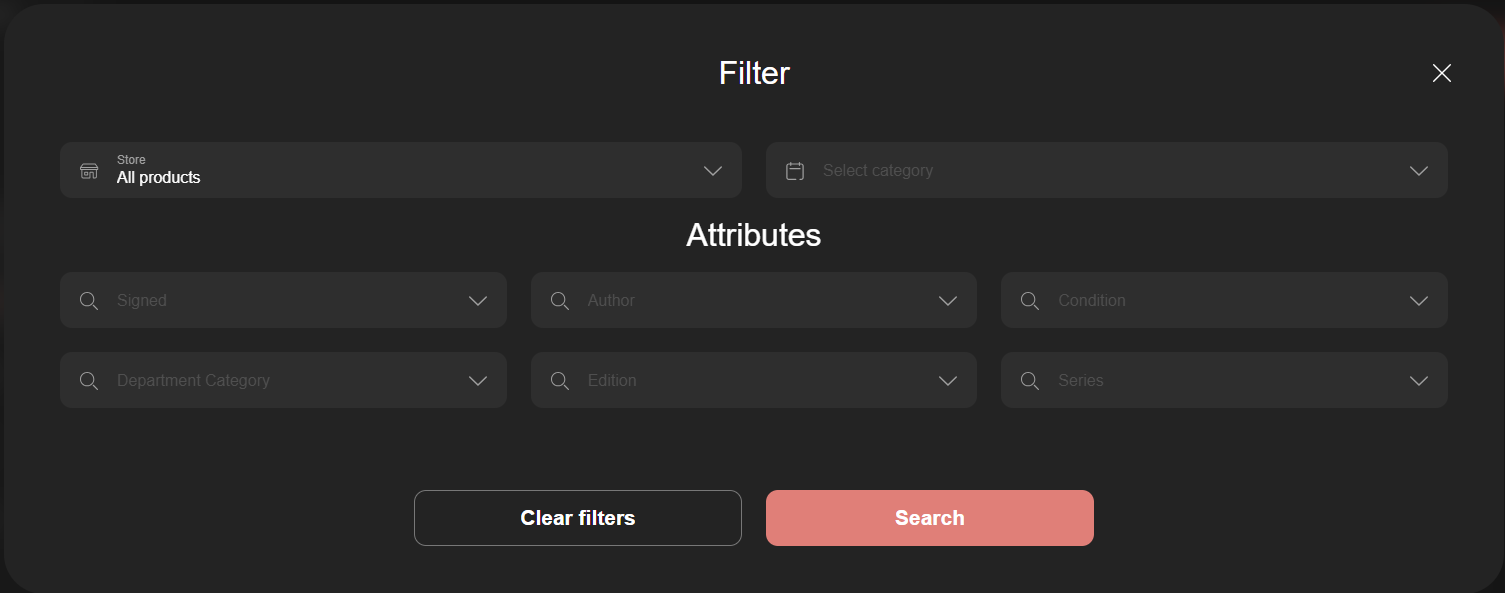 Filter
Store
All products
Select category
Attributes
Signed
Author
Condition
Department Category
Edition
Series
Clear filters
Search